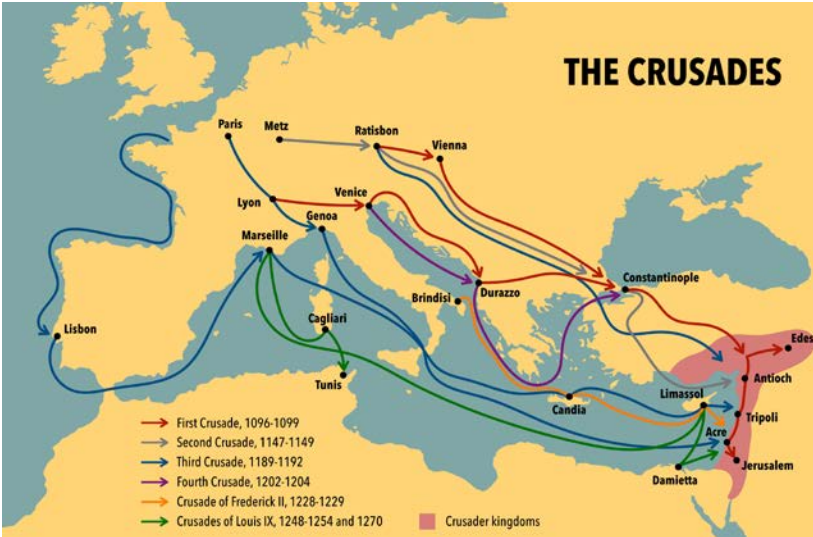 THE CRUSADES
Paris
Metz
Ratisbon
Vienna
Lyon
Venice
Genoa
Marseille
Constantinople
Durazzo
Brindisi
Lisbon
Cagliari
Edes
Antioch
Tunis
Limassol
Candia
Tripoli
Acre
Jerusalem
Damietta
First Crusade, 1096-1099
Second Crusade, 1147-1149
Third Crusade, 1189-1192
Fourth Crusade, 1202-1204
Crusade of Frederick II, 1228-1229
Crusades of Louis IX, 1248-1254 and 1270
Crusader kingdoms